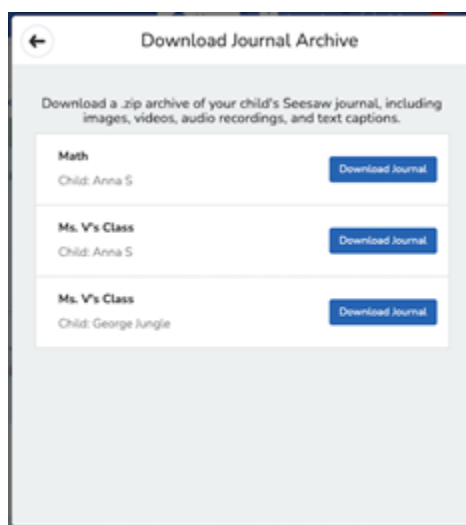 Download Journal Archive
Download a .zip archive of your child's Seesaw journal, including
images, videos, audio recordings, and text captions.
Math
Child: Anna S
Download Journal
Ms. V's Class
Child: Anna S
Download Journal
Ms. V's Class
Child: George Jungle
Download Journal